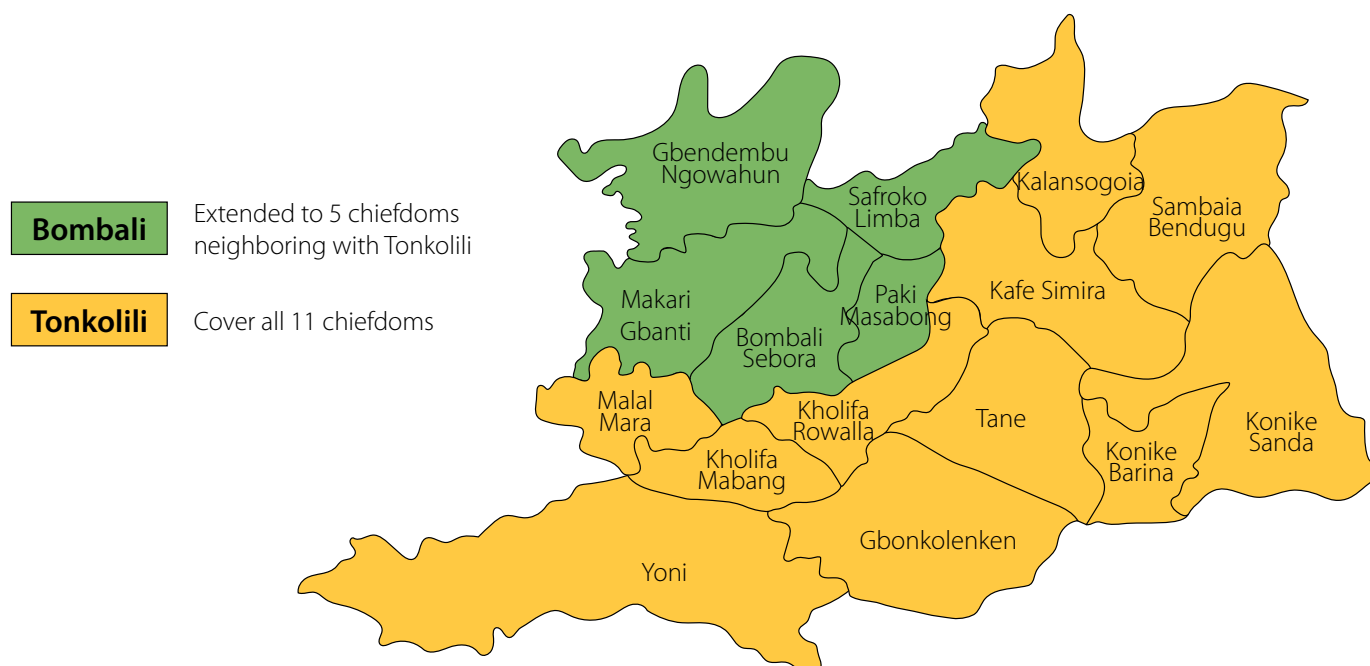 Bombali
Extended to 5 chiefdoms
neighboring with Tonkolili
Tonkolili
Cover all 11 chiefdoms
Gbendembu
Ngowahun
Safroko
Limba
Kalansogoia
Sambaia
Bendugu
Makari
Gbanti
Bombali
Sebora
Paki
Masabong
Kafe Simira
Malal
Mara
Kholifa
Rowalla
Tane
Konike
Barina
Konike
Sanda
Kholifa
Mabang
Gbonkolenken
Yoni